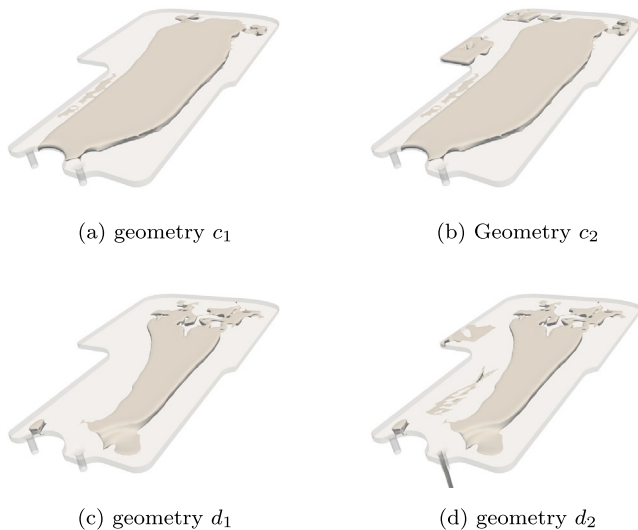 (a) geometry c₁
(b) Geometry c₂
(c) geometry d₁
(d) geometry d₂